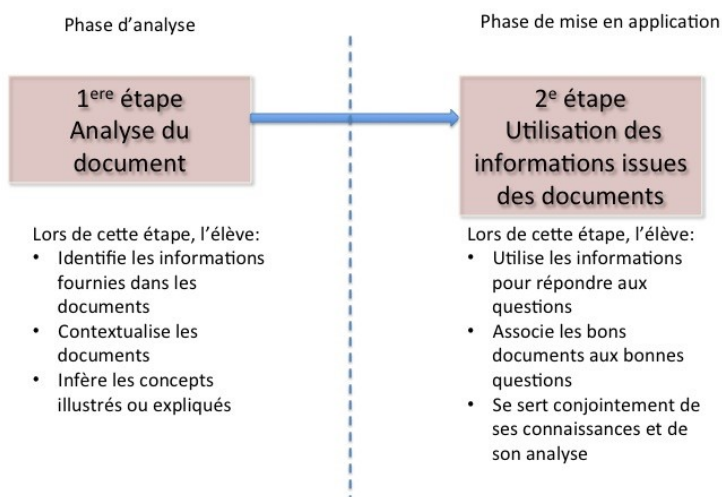 Phase d’analyse
Phase de mise en application
1ere étape
Analyse du
document
Lors de cette étape, l’élève:
• Identifie les informations
fournies dans les
documents
• Contextualise les
documents
• Infère les concepts
illustrés ou expliqués
2e étape
Utilisation des
informations issues
des documents
Lors de cette étape, l’élève:
• Utilise les informations
pour répondre aux
questions
• Associe les bons
documents aux bonnes
questions
• Se sert conjointement de
ses connaissances et de
son analyse